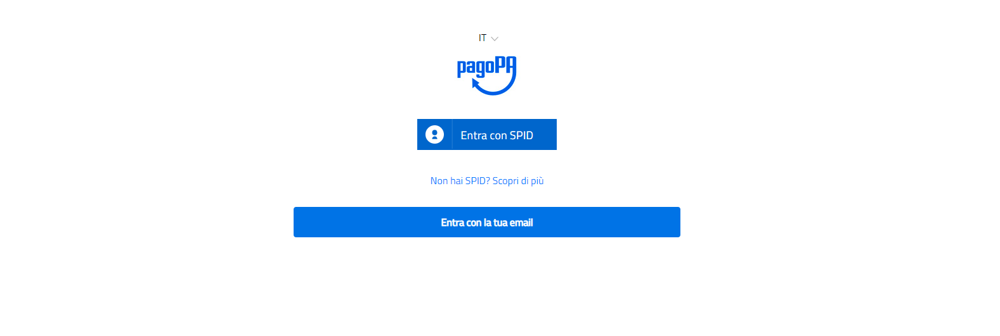 IT
pagoPA
Entra con SPID
Non hai SPID? Scopri di più
Entra con la tua email